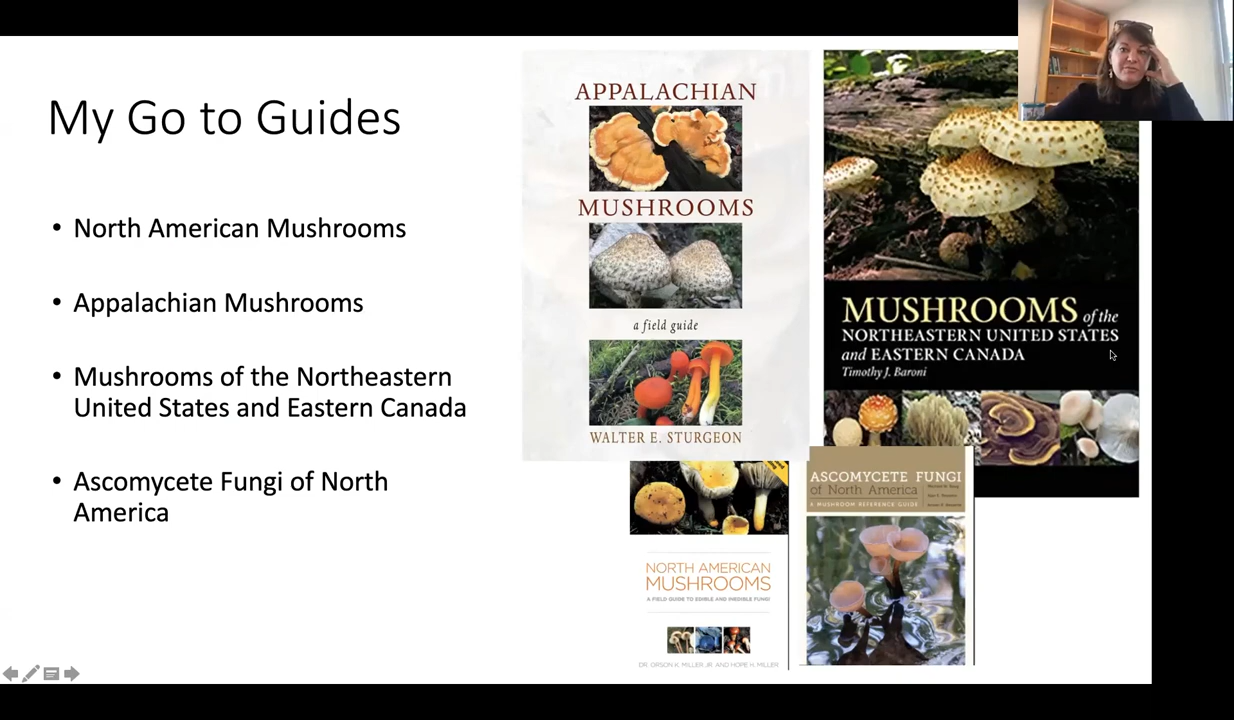 My Go to Guides
• North American Mushrooms
• Appalachian Mushrooms
• Mushrooms of the Northeastern
United States and Eastern Canada
• Ascomycete Fungi of North
America
APPALACHIAN
MUSHROOMS
a field guide
WALTER E. STURGEON
MUSHROOMS of the
NORTHEASTERN UNITED STATES
and EASTERN CANADA
Timothy J. Baroni
NORTH AMERICAN
MUSHROOMS
A FIELD GUIDE TO EDIBLE AND INEDIBLE FUNGI
DR. ORSON K. MILLER JR. AND HOPE H. MILLER
ASCOMYCETE FUNGI
of North America
A MUSHROOM REFERENCE GUIDE